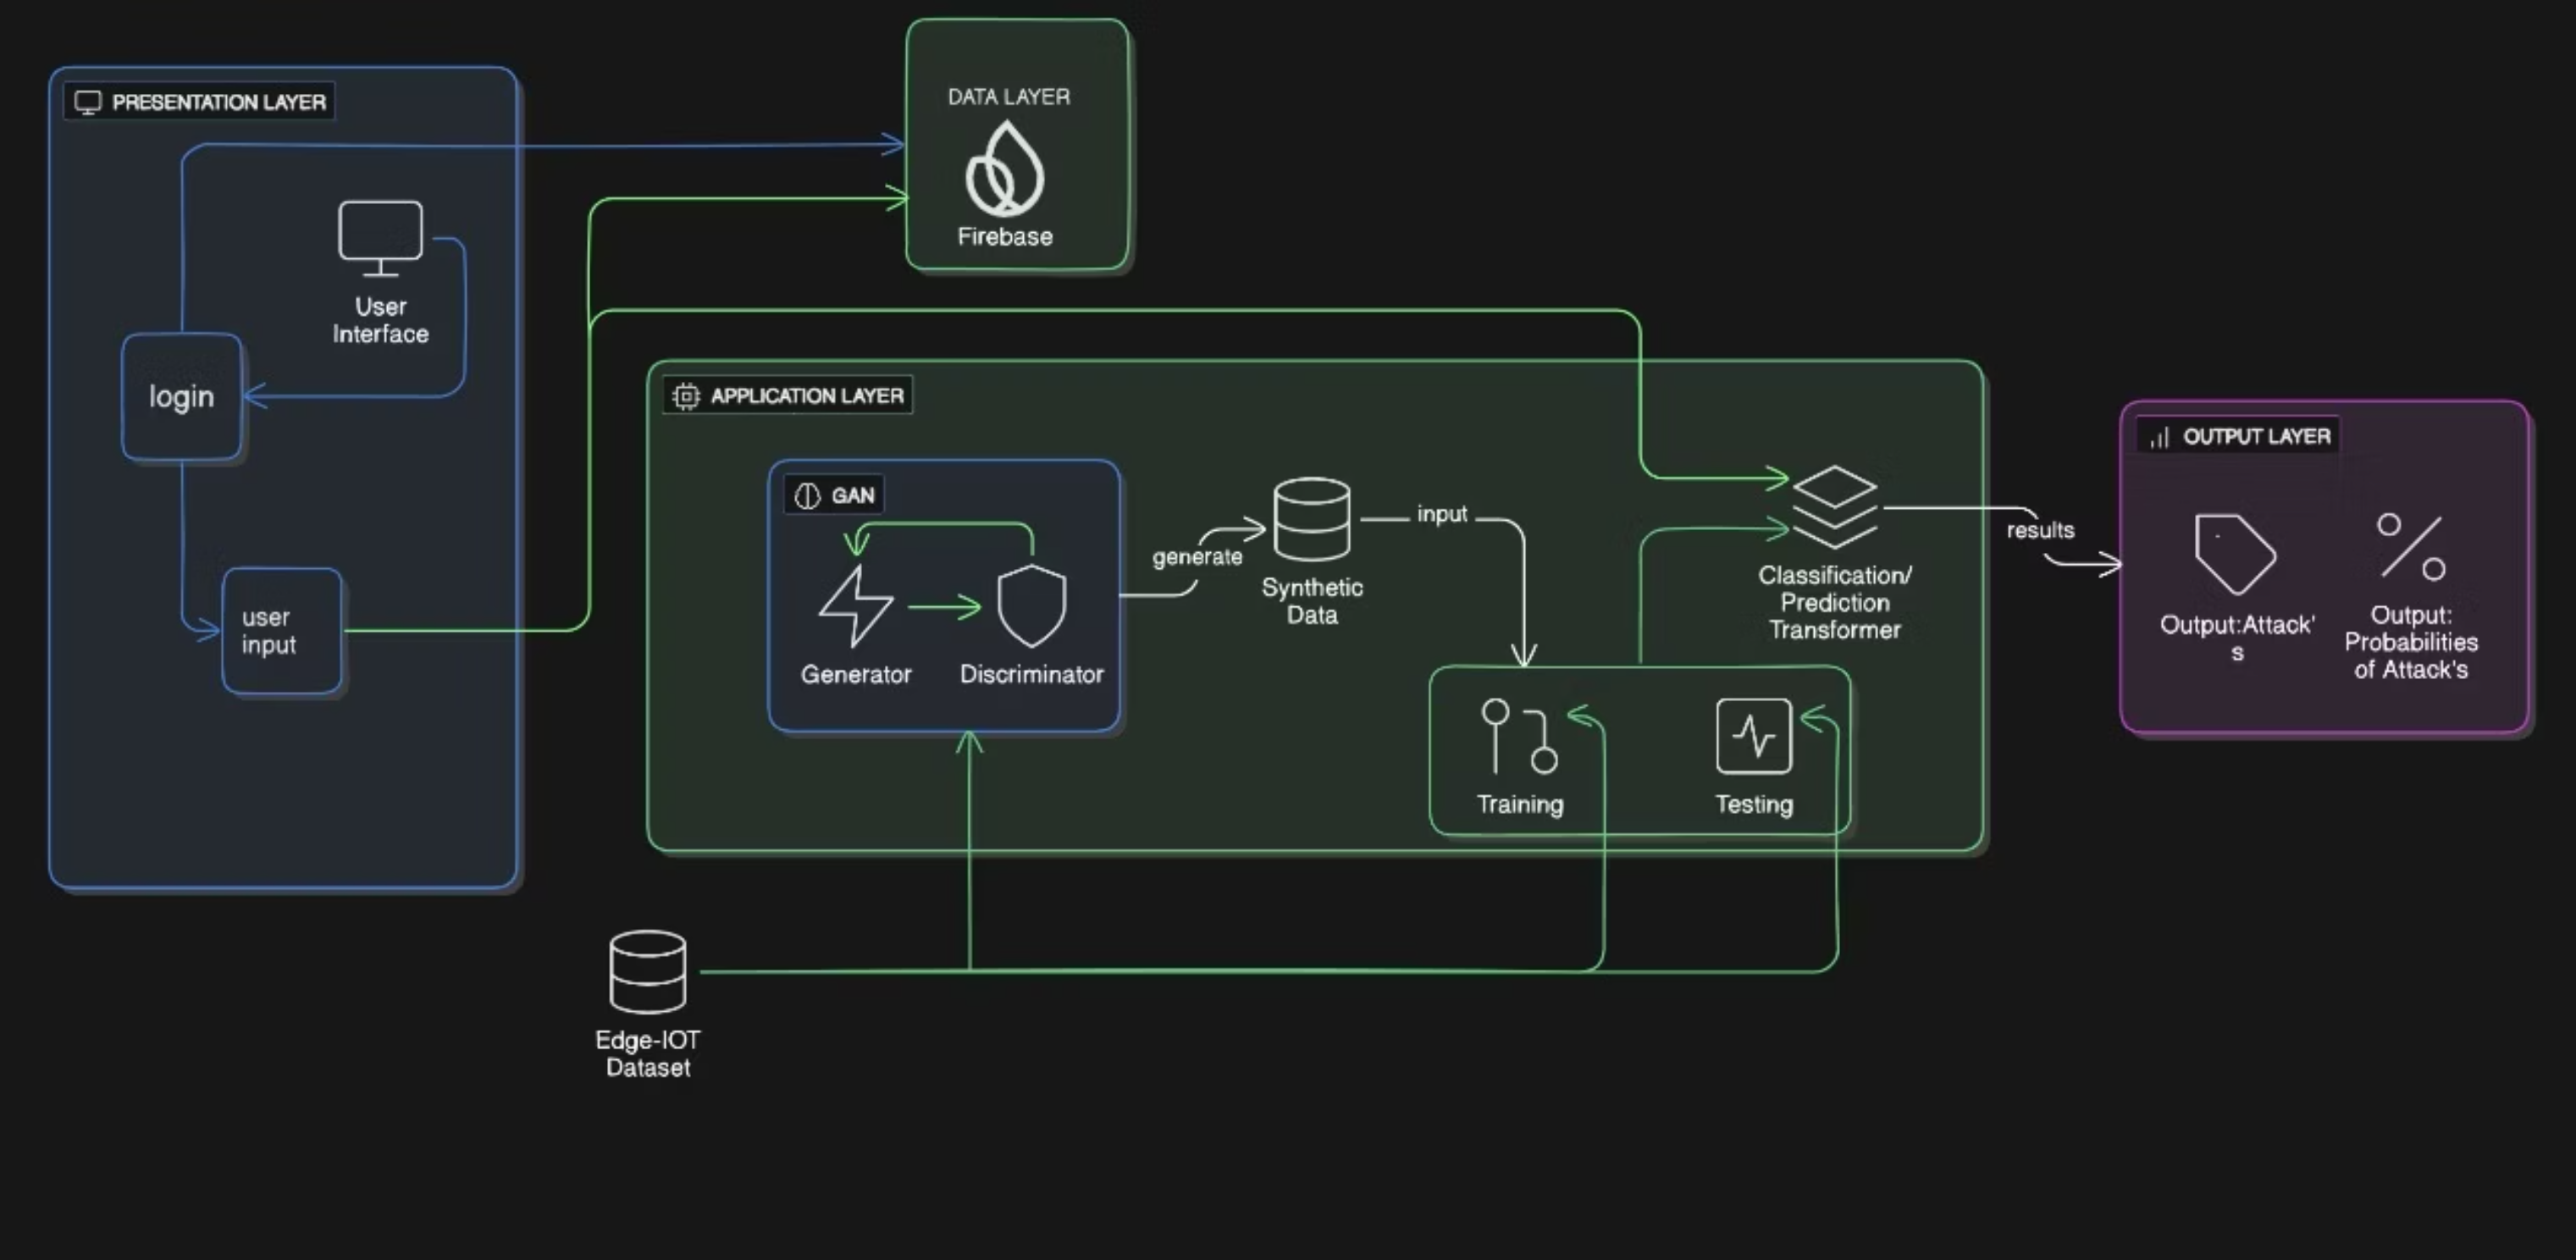 PRESENTATION LAYER
User
Interface
login
user
input
DATA LAYER
Firebase
APPLICATION LAYER
GAN
Generator
Discriminator
generate
Synthetic
Data
input
Classification/
Prediction
Transformer
Training
Testing
results
OUTPUT LAYER
Output:Attack'
s
Output:
Probabilities
of Attack's
Edge-IOT
Dataset